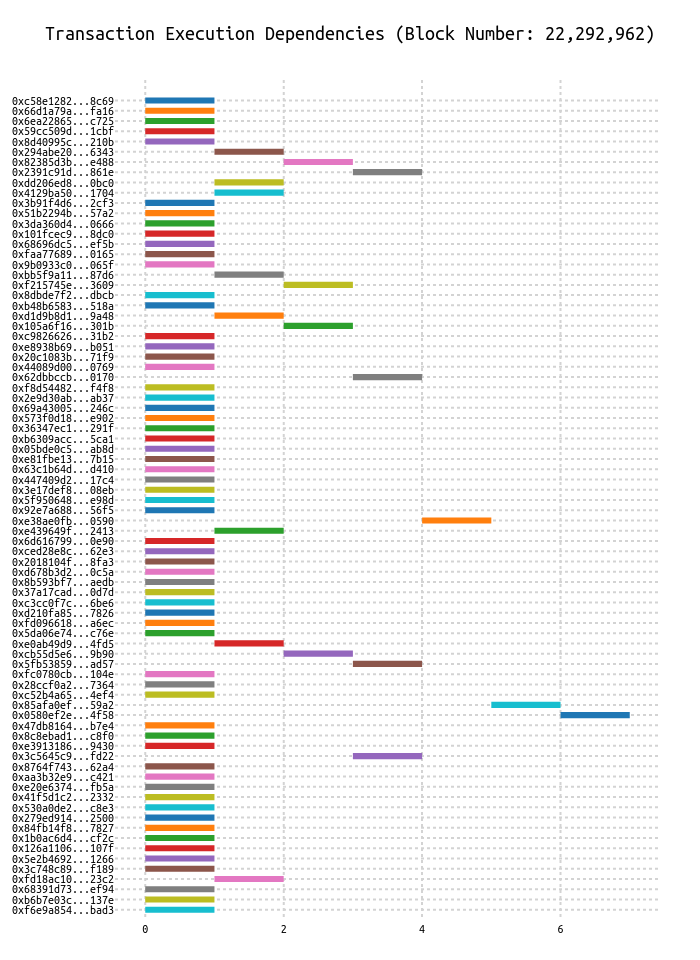 Transaction Execution Dependencies (Block Number: 22,292,962)
0xc58e1282...8c69
0x66d1a79a...fa16
0x6ea22865...c725
0x59cc509d...1cbf
0x8d40995c...210b
0x294abe20...6343
0x82385d3b...e488
0x2391c91d...861e
0xdd206ed8...0bc0
0x4129ba50...1704
0x3b91f4d6...2cf3
0x51b2294b...57a2
0x3da360d4...0666
0x101fcec9...8dc0
0x68696dc5...ef5b
0xfaa77689...0165
0x9b0933c0...065f
0xbb5f9a11...87d6
0xf215745e...3609
0x8dbde7f2...dbcb
0xb48b6583...518a
0xd1d9b8d1...9a48
0x105a6f16...301b
0xc9826626...31b2
0xe8938b69...b051
0x20c1083b...71f9
0x44089d00...0769
0x62dbbccb...0170
0xf8d54482...f4f8
0x2e9d30ab...ab37
0x69a43005...246c
0x573f0d18...e902
0x36347ec1...291f
0xb6309acc...5ca1
0x05bde0c5...ab8d
0xe81fbe13...7b15
0x63c1b64d...d410
0x447409d2...17c4
0x3e17def8...08eb
0x5f950648...e98d
0x92e7a688...56f5
0xe38ae0fb...0590
0xe439649f...2413
0x6d616799...0e90
0xced28e8c...62e3
0x2018104f...8fa3
0xd678b3d2...0c5a
0x8b593bf7...aedb
0x37a17cad...0d7d
0xc3cc0f7c...6be6
0xd210fa85...7826
0xfd096618...a6ec
0x5da06e74...c76e
0xe0ab49d9...4fd5
0xcb55d5e6...9b90
0x5fb53859...ad57
0xfc0780cb...104e
0x28ccf0a2...7364
0xc52b4a65...4ef4
0x85afa0ef...59a2
0x0580ef2e...4f58
0x47db8164...b7e4
0x8c8ebad1...c8f0
0xe3913186...9430
0x3c5645c9...fd22
0x8764f743...62a4
0xaa3b32e9...c421
0xe20e6374...fb5a
0x41f5d1c2...2332
0x530a0de2...c8e3
0x279ed412...2500
0x84fb14f8...7827
0x1b0ac6d4...cf2c
0x126a1106...107f
0x5e2b4692...1266
0x3c748c89...f189
0xfd18ac10...23c2
0x68391d73...ef94
0xb6b7e03c...137e
0xf6e9a854...bad3
0 2 4 6